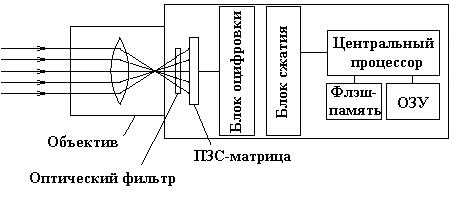 Блок оцифровки
Блок сжатия
Центральный
процессор
Флэш-
память
ОЗУ
Объектив
ПЗС-матрица
Оптический фильтр